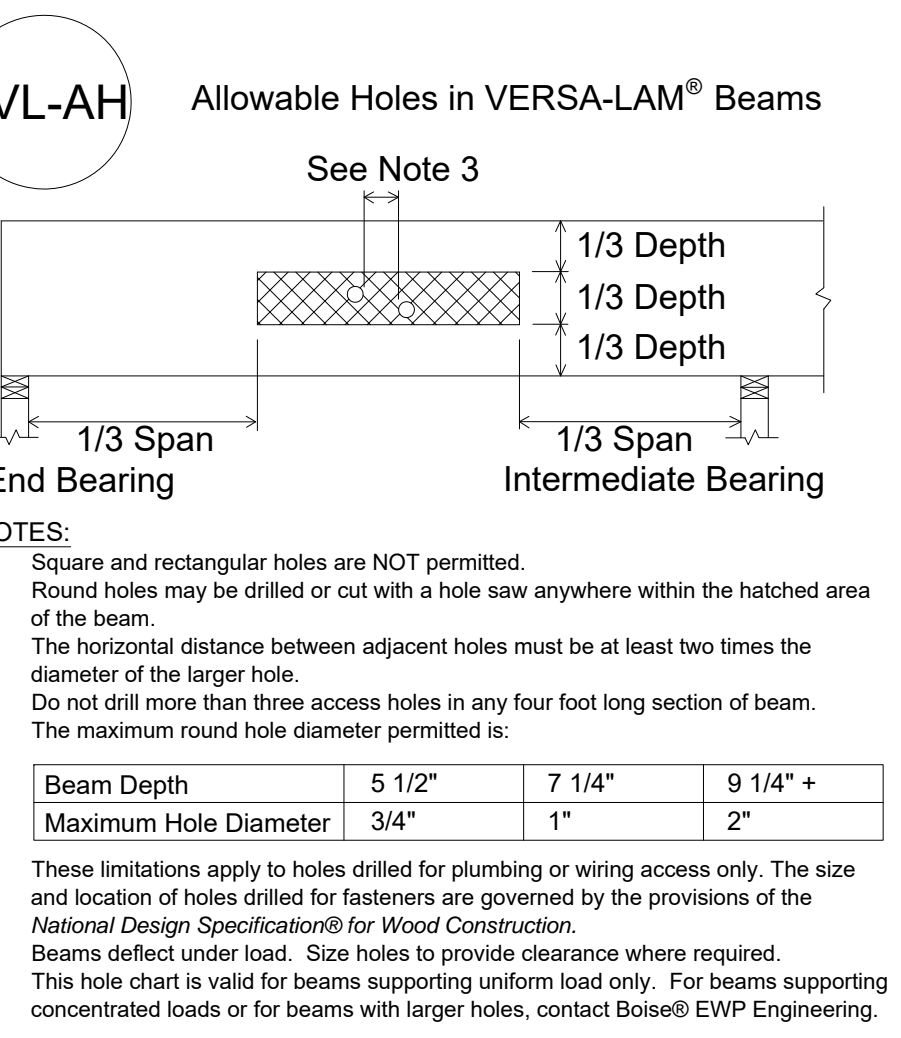 VL-AH
Allowable Holes in VERSA-LAM® Beams
See Note 3
1/3 Depth
1/3 Depth
1/3 Depth
1/3 Span
1/3 Span
End Bearing
Intermediate Bearing
OTES:
Square and rectangular holes are NOT permitted.
Round holes may be drilled or cut with a hole saw anywhere within the hatched area
of the beam.
The horizontal distance between adjacent holes must be at least two times the
diameter of the larger hole.
Do not drill more than three access holes in any four foot long section of beam.
The maximum round hole diameter permitted is:
Beam Depth 5 1/2" 7 1/4" 9 1/4" +
Maximum Hole Diameter 3/4" 1" 2"
These limitations apply to holes drilled for plumbing or wiring access only. The size
and location of holes drilled for fasteners are governed by the provisions of the
National Design Specification® for Wood Construction.
Beams deflect under load. Size holes to provide clearance where required.
This hole chart is valid for beams supporting uniform load only. For beams supporting
concentrated loads or for beams with larger holes, contact Boise® EWP Engineering.